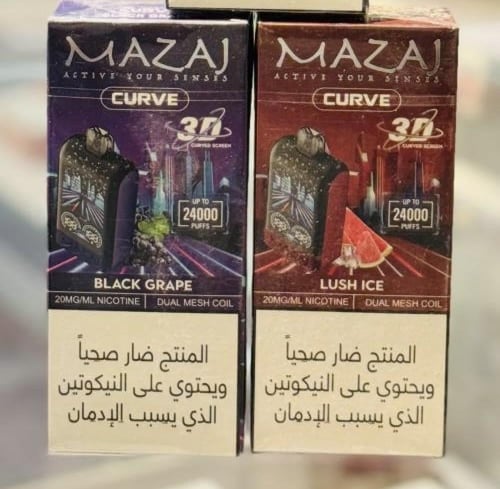 CURVE
MAZAJ
ACTIVE YOUR SENSES
CURVE
3D
CURVED SCREEN
UP TO
24000
PUFFS
BLACK GRAPE
20MG/ML NICOTINE | DUAL MESH COIL
المنتج ضار صحياً
ويحتوي على النيكوتين
الذي يسبب الإدمان
MAZAJ
ACTIVE YOUR SENSES
CURVE
3D
CURVED SCREEN
UP TO
24000
PUFFS
LUSH ICE
20MG/ML NICOTINE | DUAL MESH COIL
المنتج ضار صحياً
ويحتوي على النيكوتين
الذي يسبب الإدمان